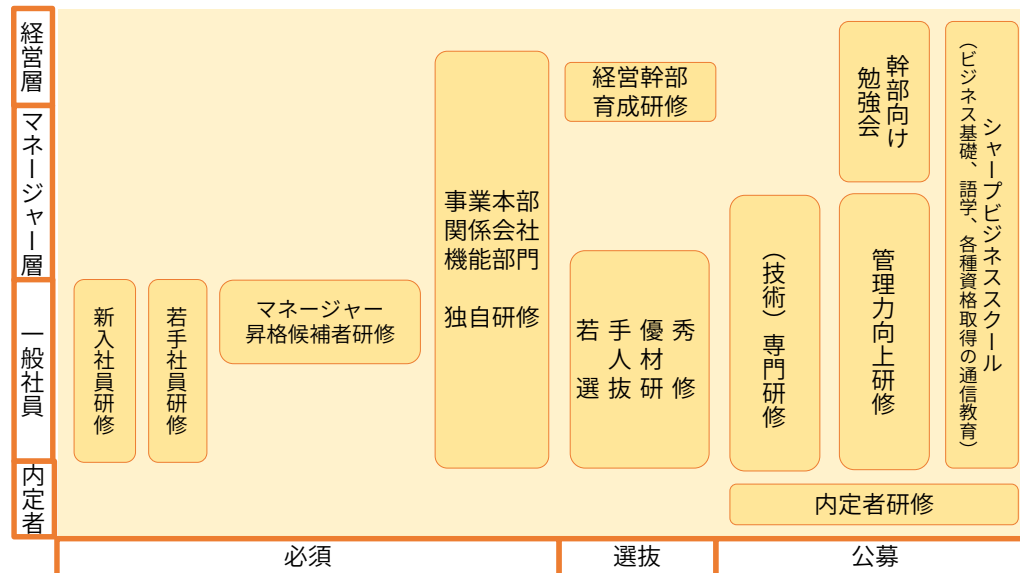 経営層
マネージャー層
一般社員
内定者
新入社員研修
若手社員研修
マネージャー
昇格候補者研修
事業本部
関係会社
機能部門
独自研修
経営幹部
育成研修
若手優秀
人材
選抜研修
（技術）専門研修
幹部向け
勉強会
管理力向上研修
シャープビジネススクール
（ビジネス基礎、語学、各種資格取得の通信教育）
内定者研修
必須
選抜
公募